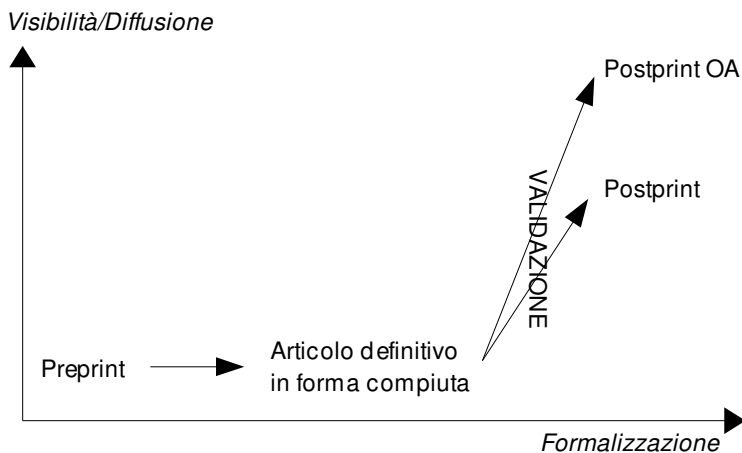 Visibilità/Diffusione
Postprint OA
VALIDAZIONE
Postprint
Preprint
Articolo definitivo
in forma compiuta
Formalizzazione